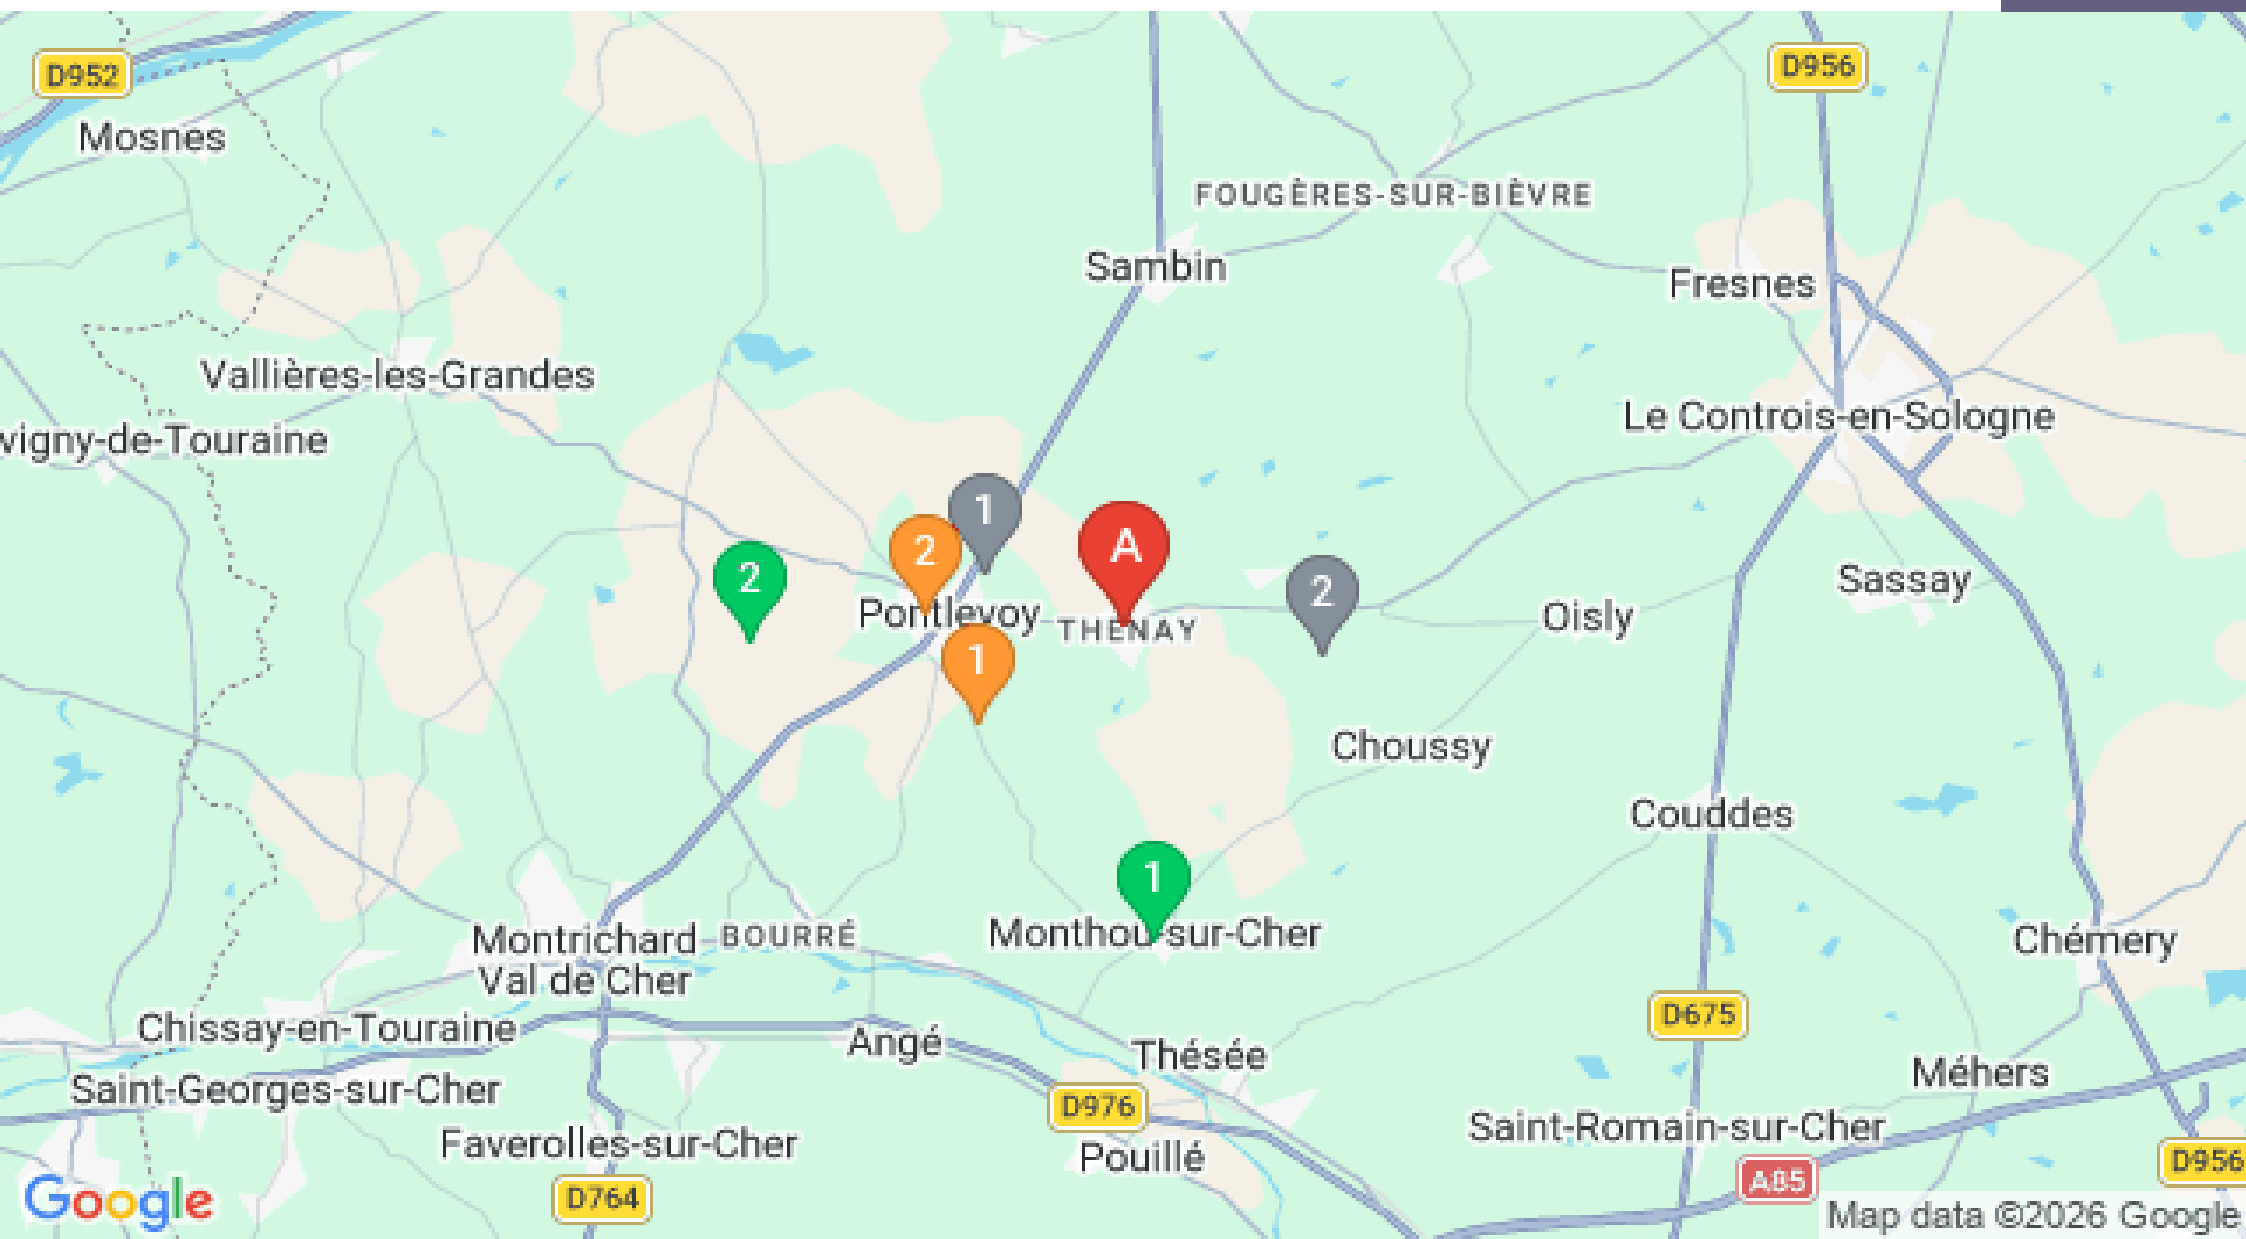 D952
D956
Mosnes
FOUGÈRES-SUR-BIÈVRE
Sambin
Fresnes
Vallières-les-Grandes
Le Controis-en-Sologne
vigny-de-Touraine
1
A
2
2
2
Sassay
Pontlevoy
THENAY
Oisly
1
Choussy
Couddes
1
Montrichard
Val de Cher
BOURRÉ
Monthou-sur-Cher
Chémery
D675
Chissay-en-Touraine
Angé
Thésée
Méhers
Saint-Georges-sur-Cher
D976
Saint-Romain-sur-Cher
Faverolles-sur-Cher
Pouillé
D956
A85
D764
Google
Map data ©2026 Google